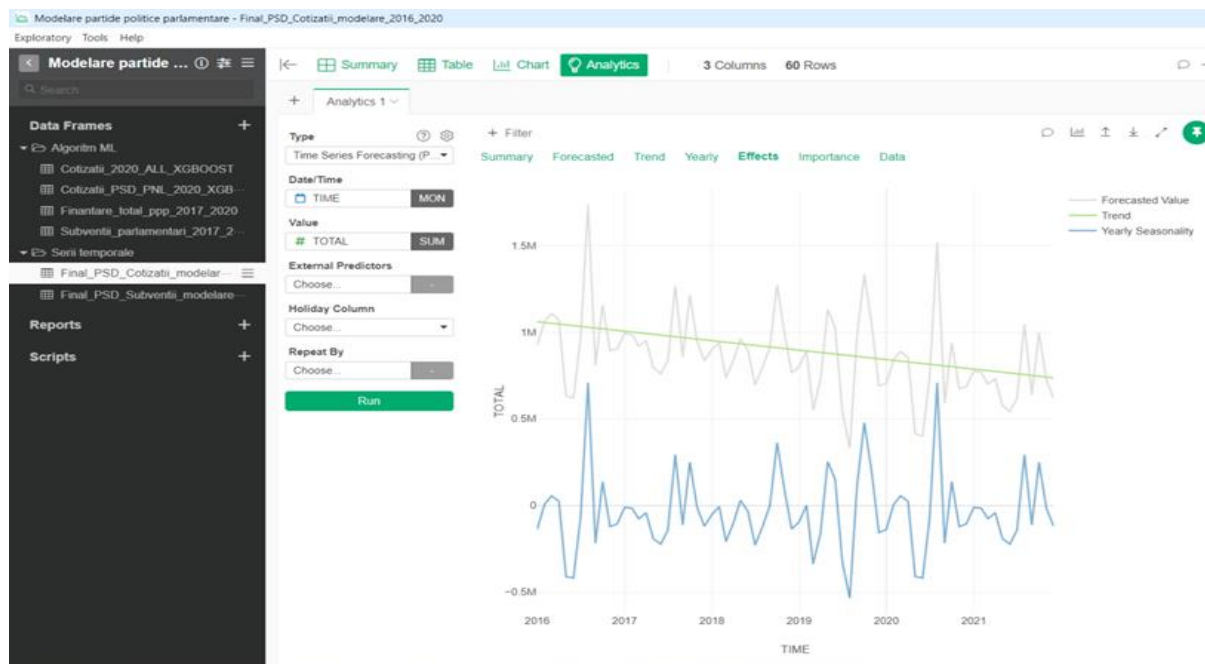 Modelare partide politice parlamentare - Final_PSD_Cotizatii_modelare_2016_2020
Exploratory Tools Help
Modelare partide ...
Summary Table Chart Analytics 3 Columns 60 Rows
Search
Analytics 1
Data Frames
Algoritm ML
Cotizatii_2020_ALL_XGBOOST
Cotizatii_PSD_PNL_2020_XGB...
Finantare_total_ppp_2017_2020
Subventii_parlamentari_2017_2...
Serii temporale
Final_PSD_Cotizatii_modelar...
Final_PSD_Subventii_modelare...
Reports
Scripts
Type
Time Series Forecasting (P...
Date/Time
TIME MON
Value
# TOTAL SUM
External Predictors
Choose... -
Holiday Column
Choose...
Repeat By
Choose... -
Run
+ Filter
Summary Forecasted Trend Yearly Effects Importance Data
Forecasted Value
Trend
Yearly Seasonality
1.5M
1M
0.5M
0
−0.5M
TOTAL
2016 2017 2018 2019 2020 2021
TIME